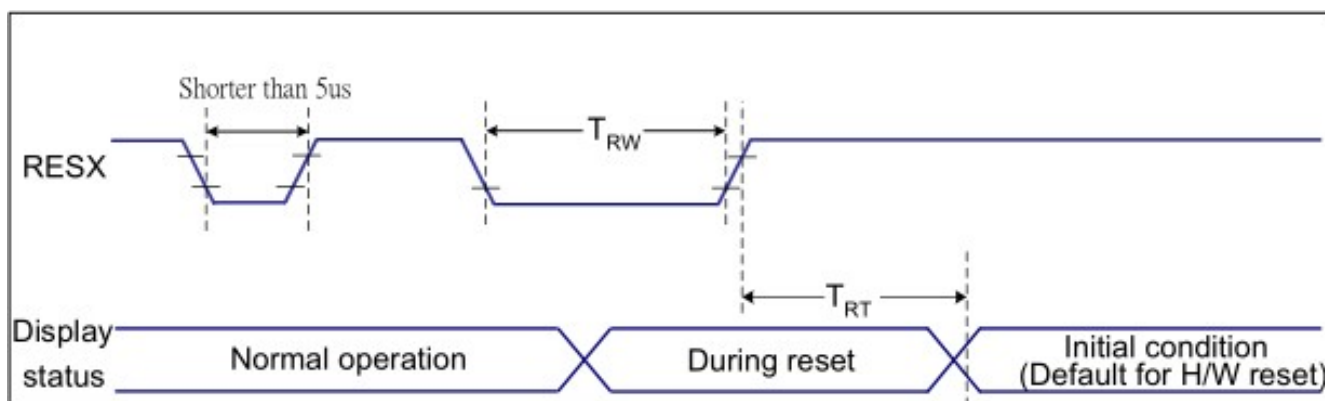 Shorter than 5us
RESX
TRW
TRT
Display
status
Normal operation
During reset
Initial condition
(Default for H/W reset)